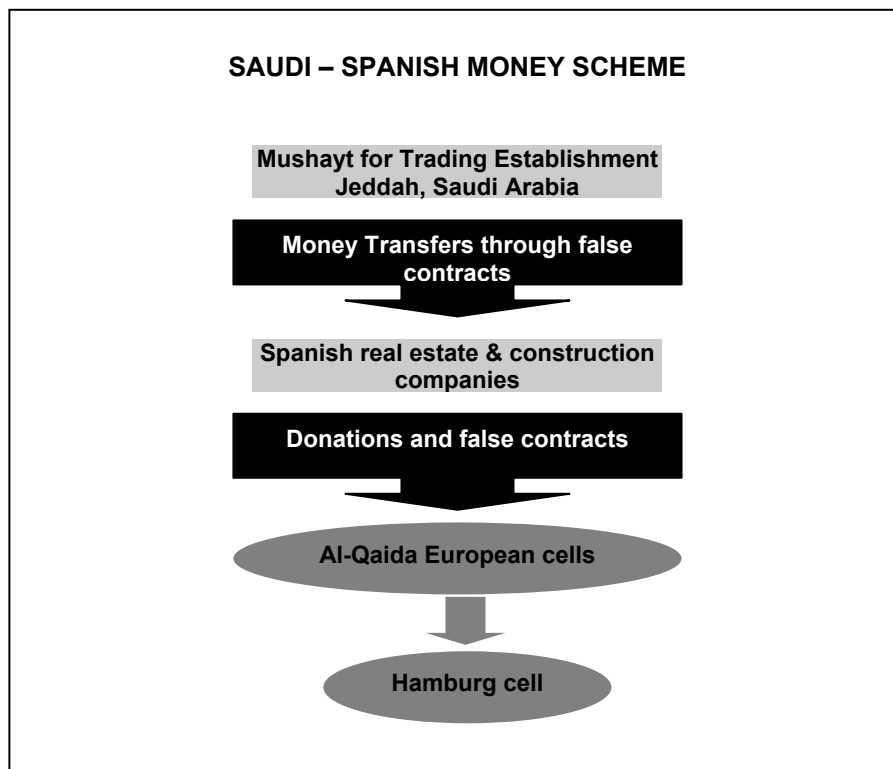 SAUDI – SPANISH MONEY SCHEME
Mushayt for Trading Establishment
Jeddah, Saudi Arabia
Money Transfers through false
contracts
Spanish real estate & construction
companies
Donations and false contracts
Al-Qaida European cells
Hamburg cell